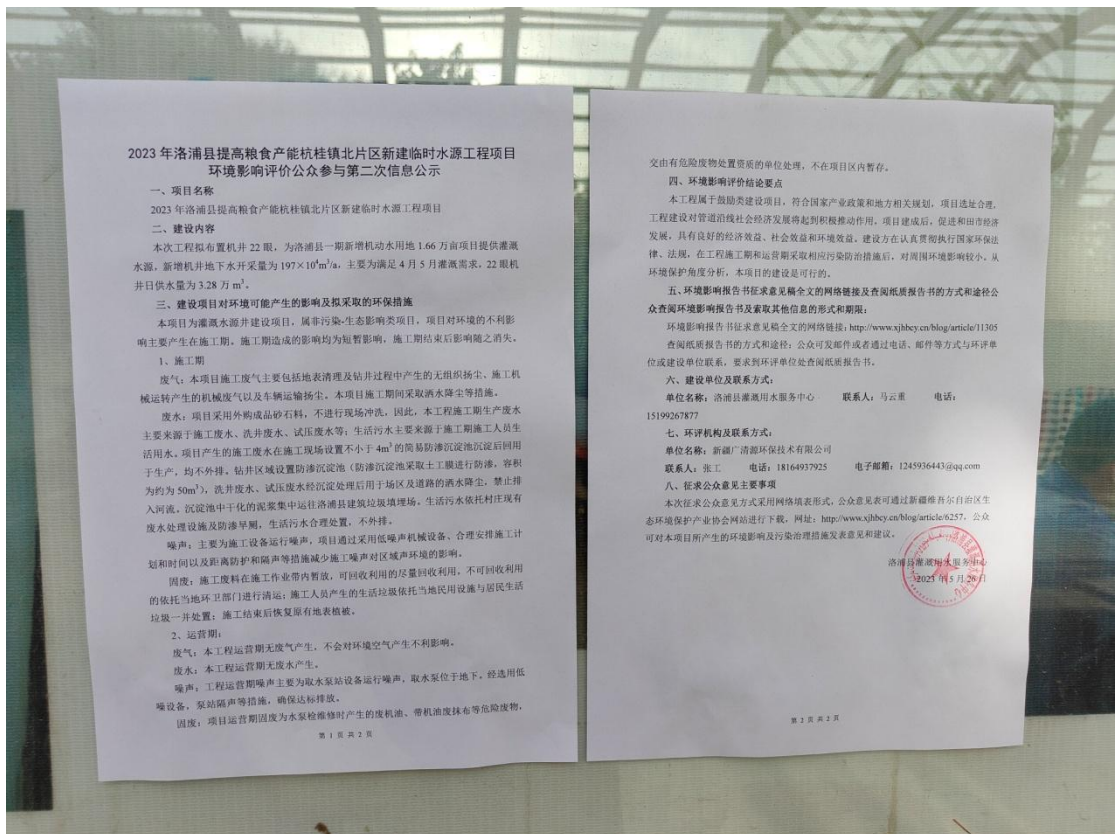 2023 年洛浦县提高粮食产能杭桂镇北片区新建临时水源工程项目
环境影响评价公众参与第二次信息公示
一、项目名称
2023 年洛浦县提高粮食产能杭桂镇北片区新建临时水源工程项目
二、建设内容
本次工程拟布置机井 22 眼，为洛浦县一期新增机动水用地 1.66 万亩项目提供灌溉
水源，新增机井地下水开采量为 197×10⁴m³/a，主要为满足 4 月 5 月灌溉需求，22 眼机
井日供水量为 3.28 万 m³。
三、建设项目对环境可能产生的影响及拟采取的环保措施
本项目为灌溉水源井建设项目，属非污染-生态影响类项目，项目对环境的不利影
响主要产生在施工期。施工期造成的影响均为短暂影响，施工期结束后影响随之消失。
1、施工期
废气：本项目施工废气主要包括地表清理及钻井过程中产生的无组织扬尘、施工机
械运转产生的机械废气以及车辆运输扬尘。本项目施工期间采取洒水降尘等措施。
废水：项目采用外购成品砂石料，不进行现场冲洗，因此，本工程施工期生产废水
主要来源于施工废水、洗井废水、试压废水等；生活污水主要来源于施工期施工人员生
活用水。项目产生的施工废水在施工现场设置不小于 4m³ 的简易防渗沉淀池沉淀后回用
于生产，均不外排。钻井区域设置防渗沉淀池（防渗沉淀池采取土工膜进行防渗，容积
为约为 50m³），洗井废水、试压废水经沉淀处理后用于场区及道路的洒水降尘，禁止排
入河流。沉淀池中干化的泥浆集中运往洛浦县建筑垃圾填埋场。生活污水依托村庄现有
废水处理设施及防渗旱厕，生活污水合理处置，不外排。
噪声：主要为施工设备运行噪声，项目通过采用低噪声机械设备、合理安排施工计
划和时间以及距离防护和隔声等措施减少施工噪声对区域声环境的影响。
固废：施工废料在施工作业带内暂放，可回收利用的尽量回收利用，不可回收利用
的依托当地环卫部门进行清运；施工人员产生的生活垃圾依托当地民用设施与居民生活
垃圾一并处置；施工结束后恢复原有地表植被。
2、运营期：
废气：本工程运营期无废气产生，不会对环境空气产生不利影响。
废水：本工程运营期无废水产生。
噪声：工程运营期噪声主要为取水泵站设备运行噪声，取水泵位于地下，经选用低
噪设备，泵站隔声等措施，确保达标排放。
固废：项目运营期固废为水泵检维修时产生的废机油、带机油废抹布等危险废物，
第 1 页 共 2 页
交由有危险废物处置资质的单位处理，不在项目区内暂存。
四、环境影响评价结论要点
本工程属于鼓励类建设项目，符合国家产业政策和地方相关规划，项目选址合理，
工程建设对管道沿线社会经济发展将起到积极推动作用。项目建成后，促进和田市经济
发展，具有良好的经济效益、社会效益和环境效益。建设方在认真贯彻执行国家环保法
律、法规，在工程施工期和运营期采取相应污染防治措施后，对周围环境影响较小。从
环境保护角度分析，本项目的建设是可行的。
五、环境影响报告书征求意见稿全文的网络链接及查阅纸质报告书的方式和途径公
众查阅环境影响报告书及索取其他信息的形式和期限：
环境影响报告书征求意见稿全文的网络链接：http://www.xjhbcy.cn/blog/article/11305
查阅纸质报告书的方式和途径：公众可发邮件或者通过电话、邮件等方式与环评单
位或建设单位联系，要求到环评单位处查阅纸质报告书。
六、建设单位及联系方式：
单位名称：洛浦县灌溉用水服务中心 联系人：马云重 电话：
15199267877
七、环评机构及联系方式：
单位名称：新疆广清源环保技术有限公司
联系人：张工 电话：18164937925 电子邮箱：1245936443@qq.com
八、征求公众意见主要事项
本次征求公众意见方式采用网络填表形式，公众意见表可通过新疆维吾尔自治区生
态环境保护产业协会网站进行下载，网址：http://www.xjhbcy.cn/blog/article/6257。公众
可对本项目所产生的环境影响及污染治理措施发表意见和建议。
洛浦县灌溉用水服务中心
2023 年 5 月 26 日
第 2 页 共 2 页